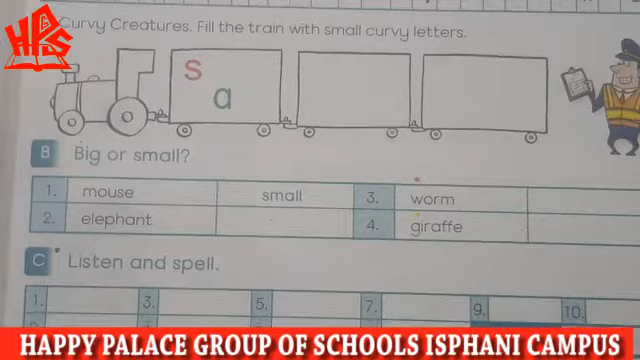 HPS
Curvy Creatures. Fill the train with small curvy letters.
s
a
B Big or small?
1. mouse small 3. worm
2. elephant 4. giraffe
C Listen and spell.
1. 3. 5. 7. 9. 10.
HAPPY PALACE GROUP OF SCHOOLS ISPHANI CAMPUS